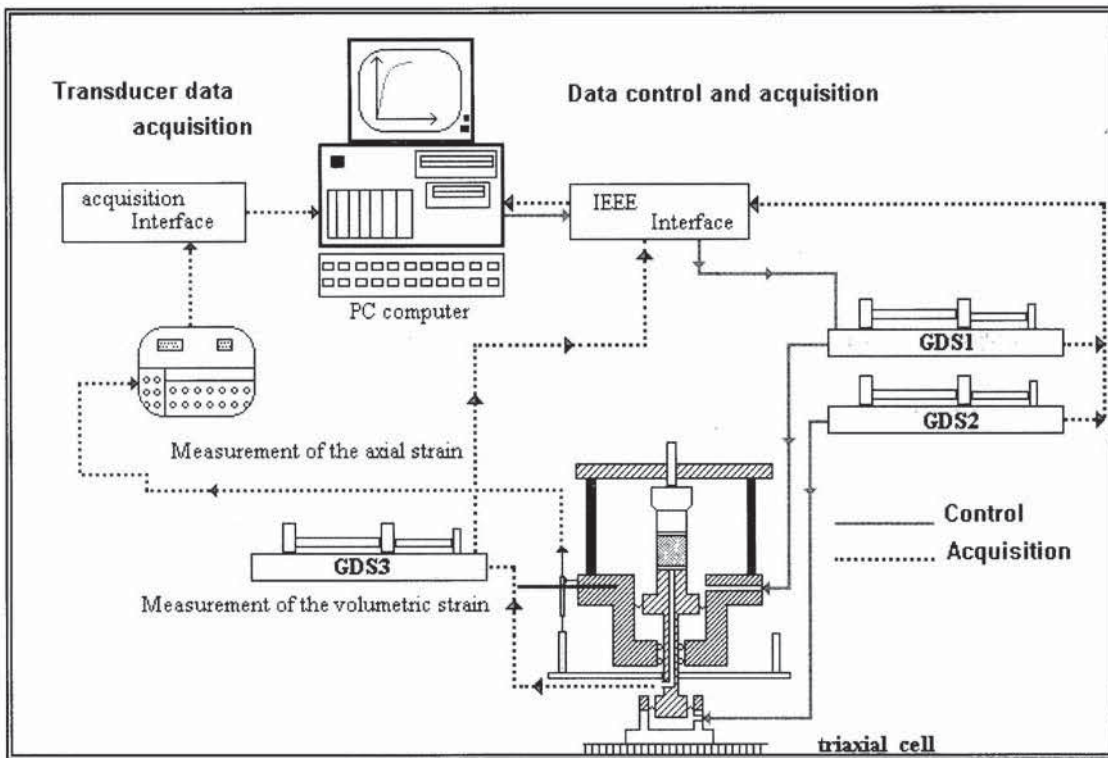 Transducer data
acquisition
Data control and acquisition
acquisition
Interface
IEEE
Interface
PC computer
GDS1
GDS2
Measurement of the axial strain
Control
Acquisition
GDS3
Measurement of the volumetric strain
triaxial cell